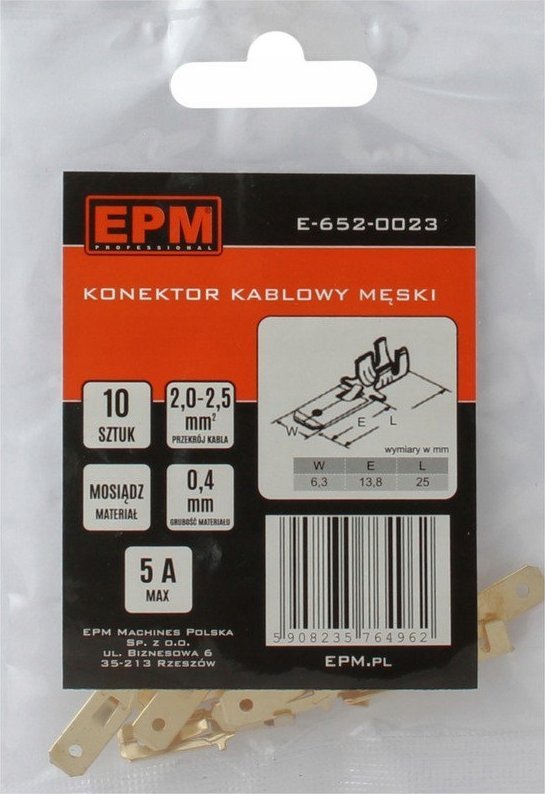 EPM
PROFESSIONAL
E-652-0023
KONEKTOR KABLOWY MĘSKI
10
SZTUK
2,0-2,5
mm²
PRZEKRÓJ KABLA
MOSIĄDZ
MATERIAŁ
0,4
mm
GRUBOŚĆ MATERIAŁU
5 A
MAX
W E L
wymiary w mm
W E L
6,3 13,8 25
EPM MACHINES POLSKA
SP. Z O.O.
UL. BIZNESOWA 6
35-213 RZESZÓW
5 908235 764962
EPM.PL